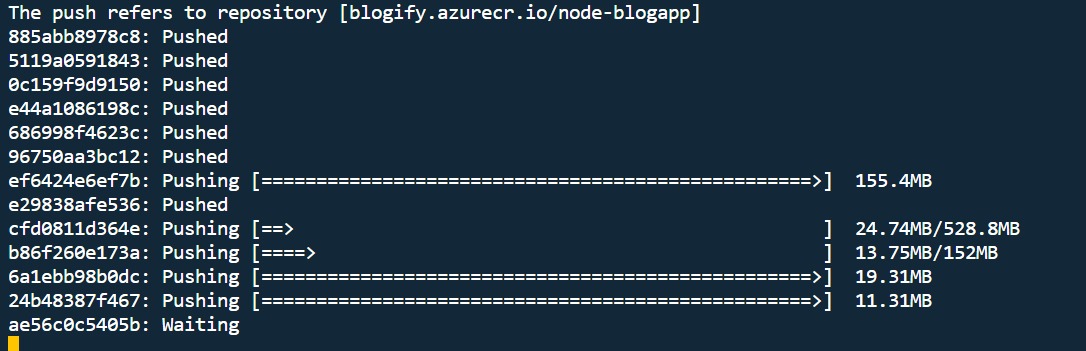 The push refers to repository [blogify.azurecr.io/node-blogapp]
885abb8978c8: Pushed
5119a0591843: Pushed
0c159f9d9150: Pushed
e44a1086198c: Pushed
686998f4623c: Pushed
96750aa3bc12: Pushed
ef6424e6ef7b: Pushing [==================================================>]  155.4MB
e29838afe536: Pushed
cfd0811d364e: Pushing [==>                                                ]  24.74MB/528.8MB
b86f260e173a: Pushing [====>                                              ]  13.75MB/152MB
6a1ebb98b0dc: Pushing [==================================================>]  19.31MB
24b48387f467: Pushing [==================================================>]  11.31MB
ae56c0c5405b: Waiting